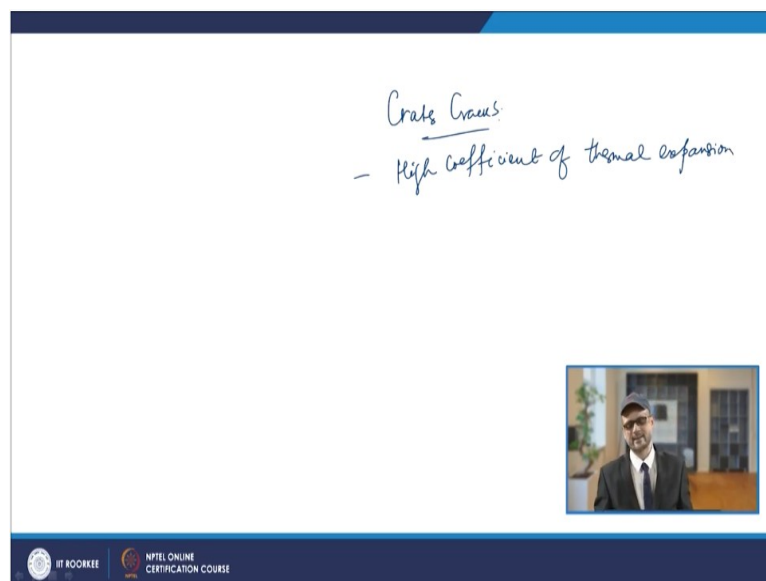 Crater Cracks:
- High coefficient of thermal expansion
IIT ROORKEE
NPTEL ONLINE
CERTIFICATION COURSE